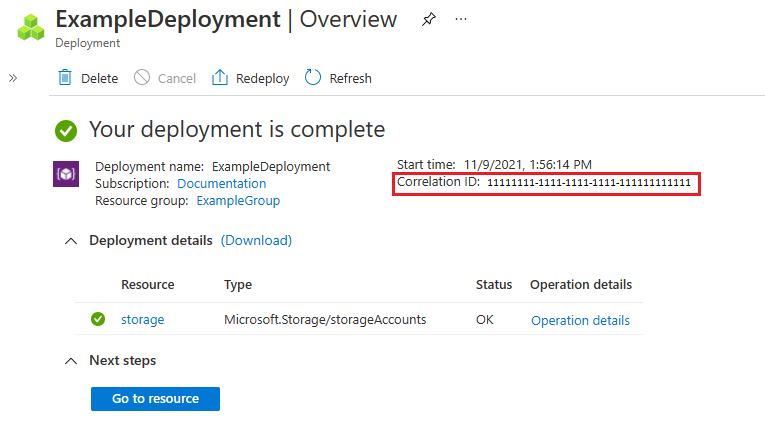 ExampleDeployment | Overview
Deployment
Delete Cancel Redeploy Refresh
Your deployment is complete
Deployment name: ExampleDeployment
Subscription: Documentation
Resource group: ExampleGroup
Start time: 11/9/2021, 1:56:14 PM
Correlation ID: 11111111-1111-1111-1111-111111111111
Deployment details (Download)
Resource Type Status Operation details
storage Microsoft.Storage/storageAccounts OK Operation details
Next steps
Go to resource